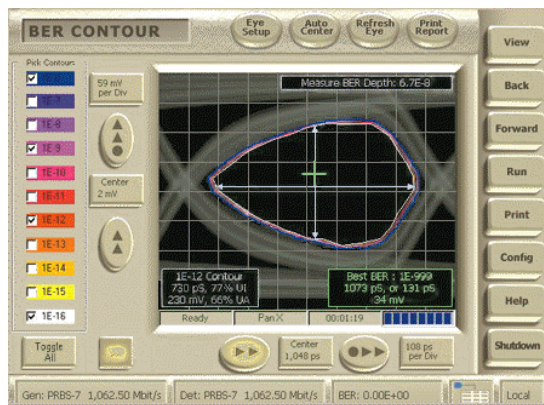 BER CONTOUR
Eye Setup
Auto Center
Refresh Eye
Print Report
View
Back
Forward
Run
Print
Config
Help
Shutdown
Pick Contours
1E-7
1E-8
1E-9
1E-10
1E-11
1E-12
1E-13
1E-14
1E-15
1E-16
Toggle All
59 mV per Div
Center 2 mV
Measure BER Depth: 6.7E-8
1E-12 Contour
730 pS, 77% UI
230 mV, 66% UA
Best BER : 1E-999
1073 pS, or 131 pS
34 mV
Ready
Pan X
00:01:19
Center 1,048 ps
108 ps per Div
Gen: PRBS-7 1,062.50 Mbit/s
Det: PRBS-7 1,062.50 Mbit/s
BER: 0.00E+00
Local